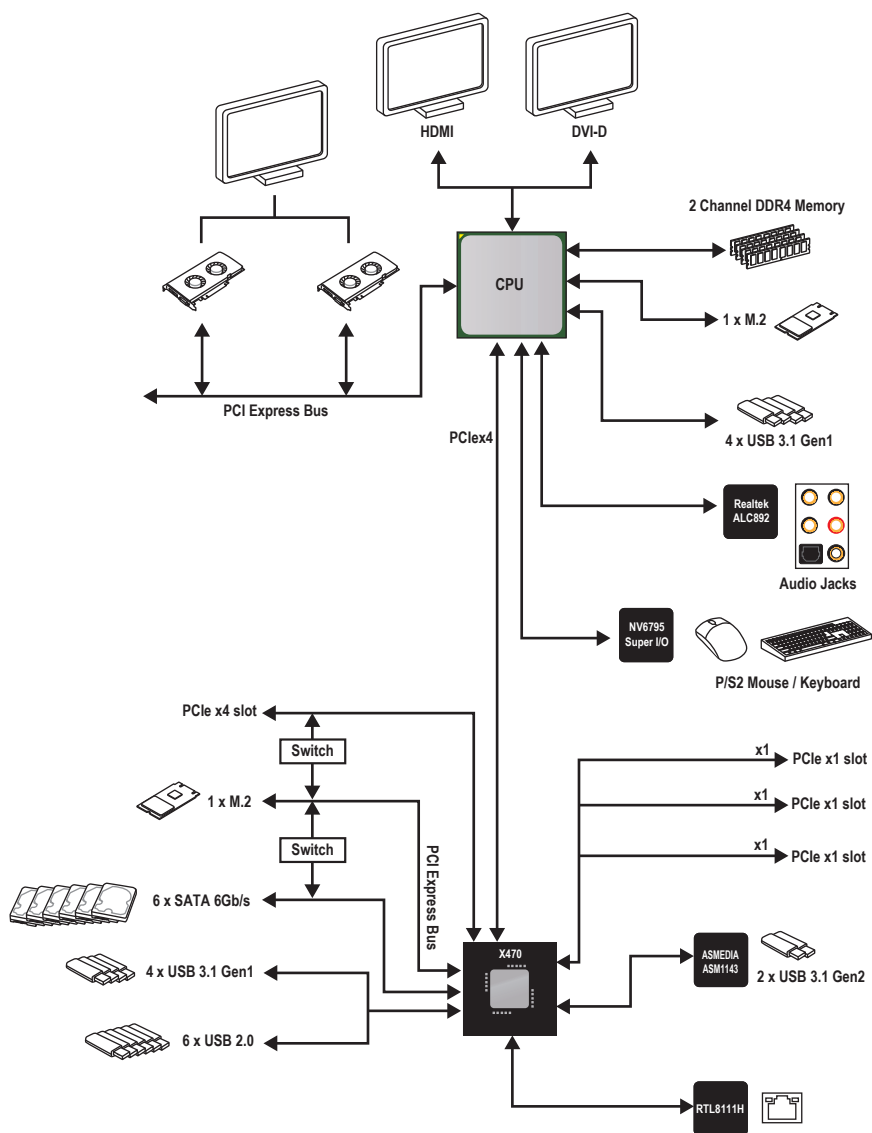 HDMI
DVI-D
2 Channel DDR4 Memory
CPU
1 x M.2
PCI Express Bus
4 x USB 3.1 Gen1
PCIex4
Realtek
ALC892
Audio Jacks
NV6795
Super I/O
P/S2 Mouse / Keyboard
PCIe x4 slot
Switch
x1
PCIe x1 slot
1 x M.2
x1
PCIe x1 slot
Switch
x1
PCIe x1 slot
PCI Express Bus
6 x SATA 6Gb/s
X470
ASMEDIA
ASM1143
4 x USB 3.1 Gen1
2 x USB 3.1 Gen2
6 x USB 2.0
RTL8111H